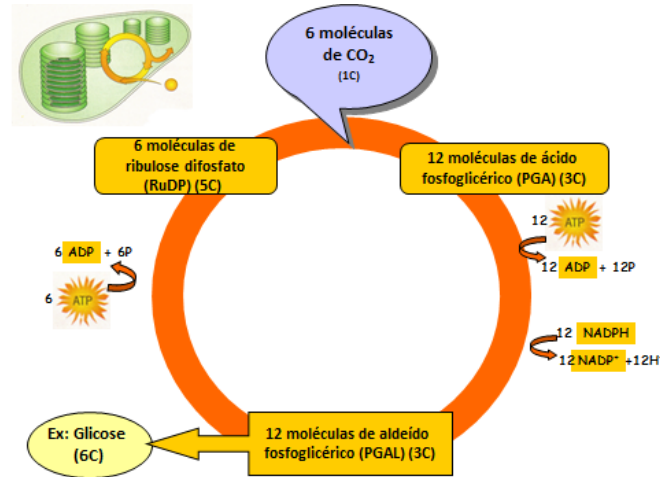 6 moléculas
de CO₂
(1C)
6 moléculas de
ribulose difosfato
(RuDP) (5C)
12 moléculas de ácido
fosfoglicérico (PGA) (3C)
12 ATP
12 ADP + 12P
12 NADPH
12 NADP⁺ +12H
12 moléculas de aldeído
fosfoglicérico (PGAL) (3C)
Ex: Glicose
(6C)
6 ADP + 6P
6 ATP